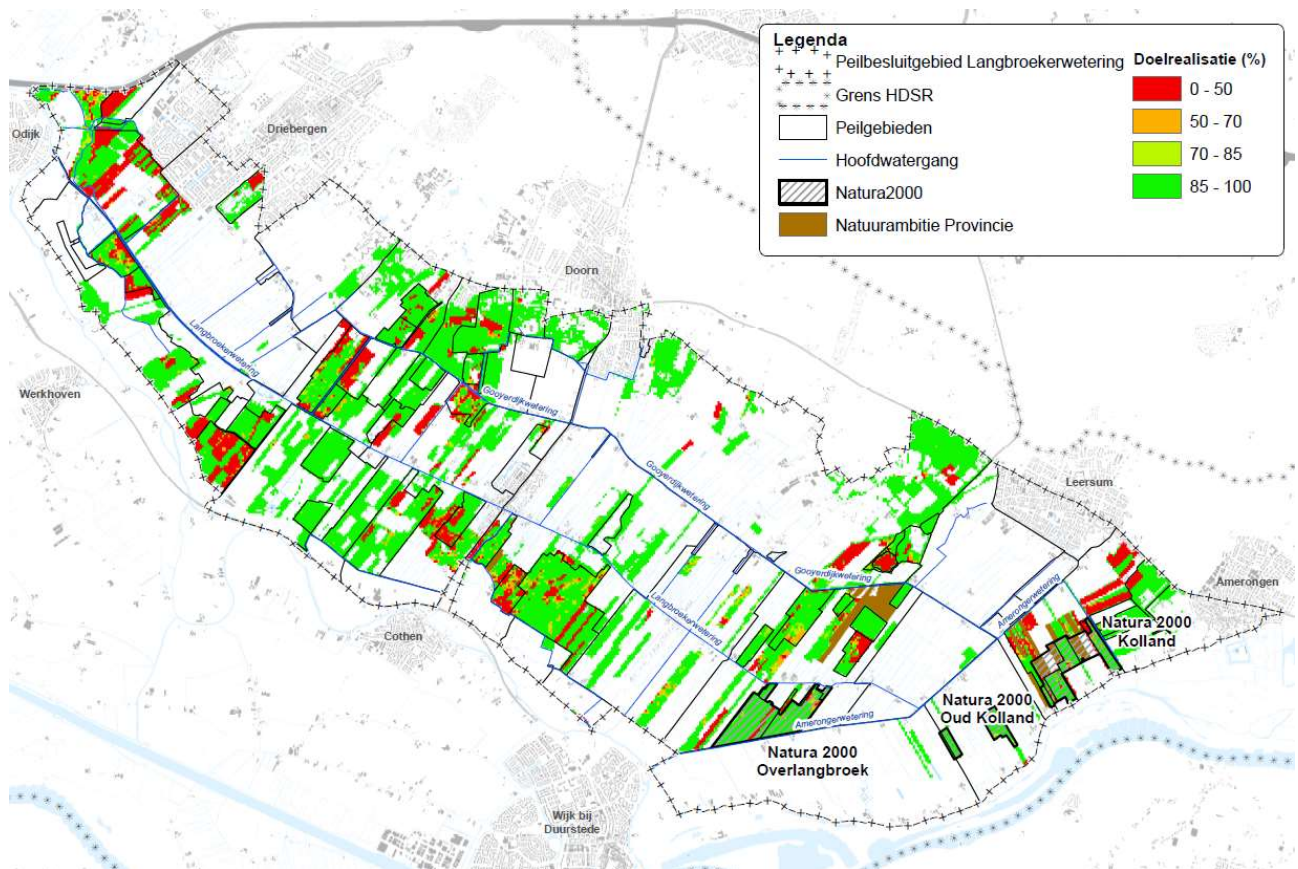 Legenda
Peilbesluitgebied Langbroekerwetering
Grens HDSR
Peilgebieden
Hoofdwatergang
Natura2000
Natuurambitie Provincie
Doelrealisatie (%)
0 - 50
50 - 70
70 - 85
85 - 100
Odijk
Driebergen
Doorn
Langbroekerwetering
Werkhoven
Gooyerdijkwetering
Gooyerdijkwetering
Leersum
Gooyerdijkwetering
Amerongerwetering
Amerongen
Langbroekerwetering
Natura 2000
Kolland
Cothen
Natura 2000
Oud Kolland
Amerongerwetering
Natura 2000
Overlangbroek
Wijk bij
Duurstede